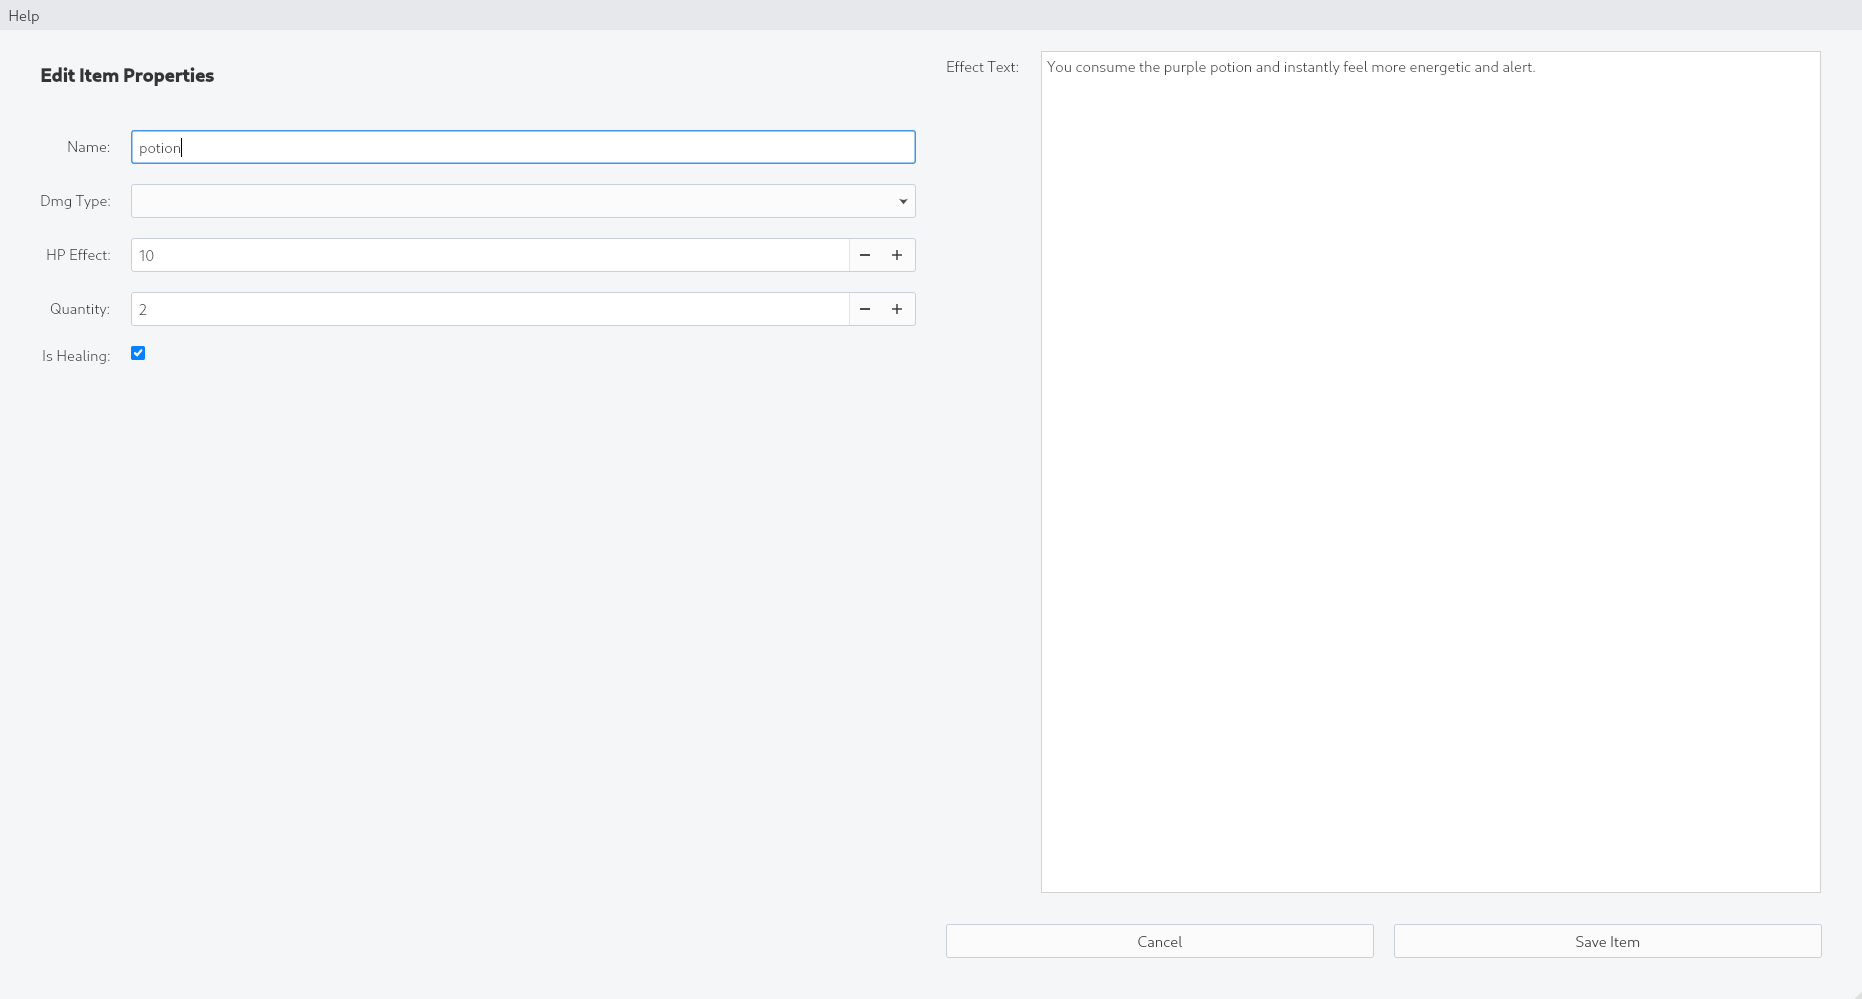 Help
Edit Item Properties
Name: potion
Dmg Type:
HP Effect: 10
Quantity: 2
Is Healing:
Effect Text: You consume the purple potion and instantly feel more energetic and alert.
Cancel
Save Item